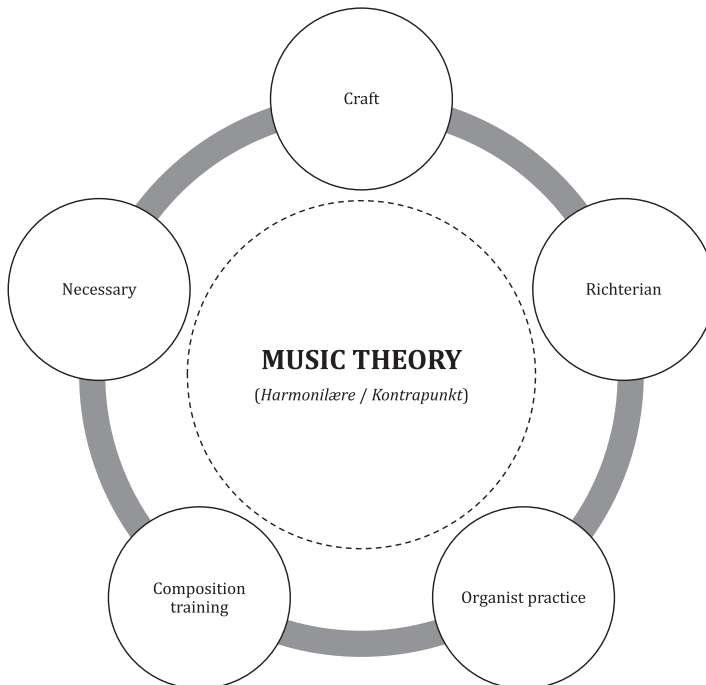 Craft
Necessary
Richterian
MUSIC THEORY
(Harmonilære / Kontrapunkt)
Composition
training
Organist practice